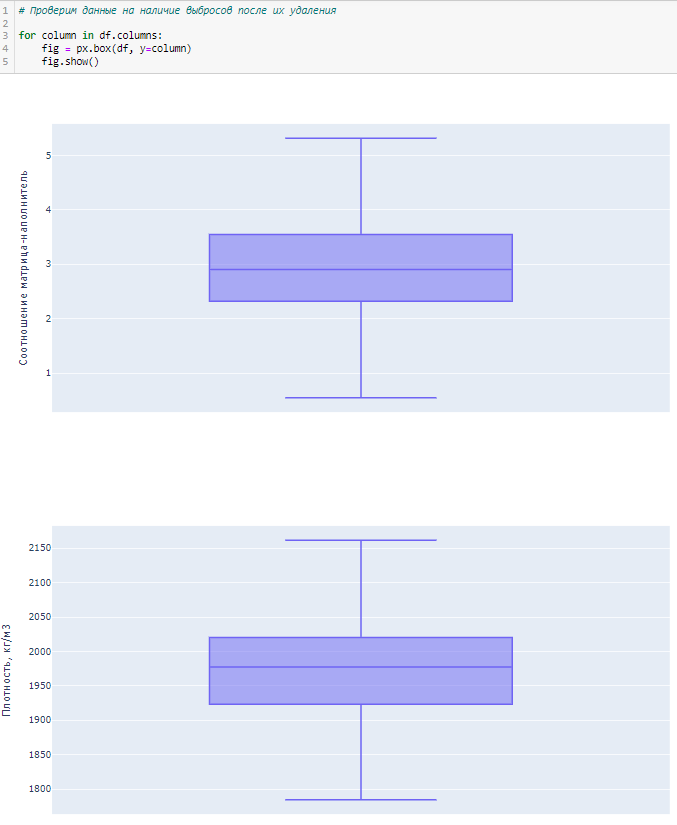 1 # Проверим данные на наличие выбросов после их удаления
2
3 for column in df.columns:
4     fig = px.box(df, y=column)
5     fig.show()
Соотношение матрица-наполнитель
5
4
3
2
1
Плотность, кг/м3
2150
2100
2050
2000
1950
1900
1850
1800